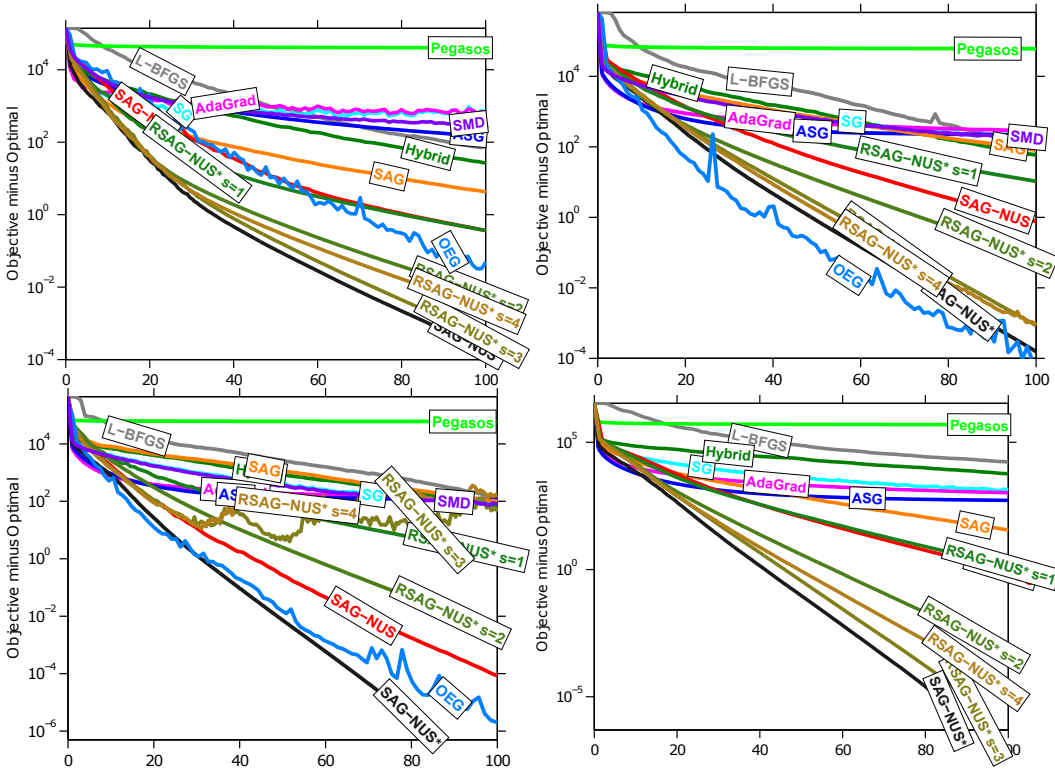 Objective minus Optimal
10^4
10^2
10^0
10^-2
10^-4
0
20
40
60
80
100
Pegasos
L-BFGS
SAG-NUS
SG
AdaGrad
RSAG-NUS* s=1
SMD
ASG
Hybrid
SAG
OEG
RSAG-NUS* s=2
RSAG-NUS* s=4
RSAG-NUS* s=3
SAG-NUS*
Objective minus Optimal
10^4
10^2
10^0
10^-2
10^-4
0
20
40
60
80
100
Pegasos
Hybrid
L-BFGS
AdaGrad
ASG
SG
SMD
SAG
RSAG-NUS* s=1
SAG-NUS
RSAG-NUS* s=2
RSAG-NUS* s=4
OEG
SAG-NUS*
Objective minus Optimal
10^4
10^2
10^0
10^-2
10^-4
10^-6
0
20
40
60
80
100
Pegasos
L-BFGS
SAG
SG
SMD
RSAG-NUS* s=4
RSAG-NUS* s=3
RSAG-NUS* s=1
RSAG-NUS* s=2
SAG-NUS
OEG
SAG-NUS*
Objective minus Optimal
10^5
10^0
10^-5
0
20
40
60
80
Pegasos
L-BFGS
Hybrid
SG
AdaGrad
ASG
SAG
RSAG-NUS* s=1
RSAG-NUS* s=2
RSAG-NUS* s=4
RSAG-NUS* s=3
SAG-NUS*